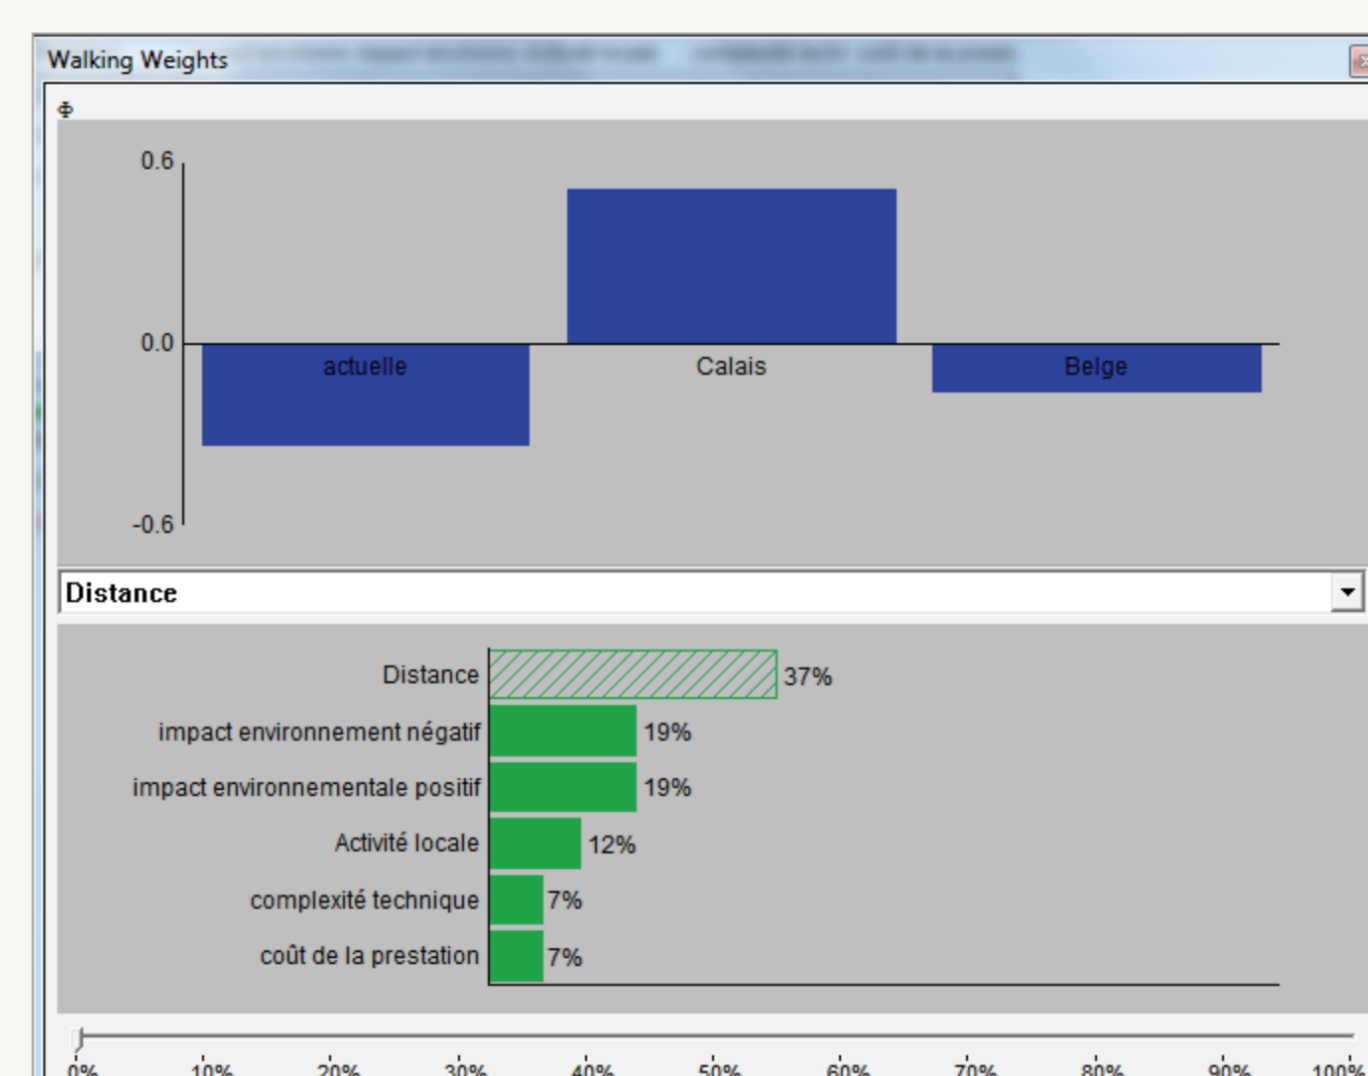 Walking Weights
Φ
0.6
0.0
actuelle Calais Belge
-0.6
Distance
Distance 37%
impact environnement négatif 19%
impact environnementale positif 19%
Activité locale 12%
complexité technique 7%
coût de la prestation 7%
0% 10% 20% 30% 40% 50% 60% 70% 80% 90% 100%